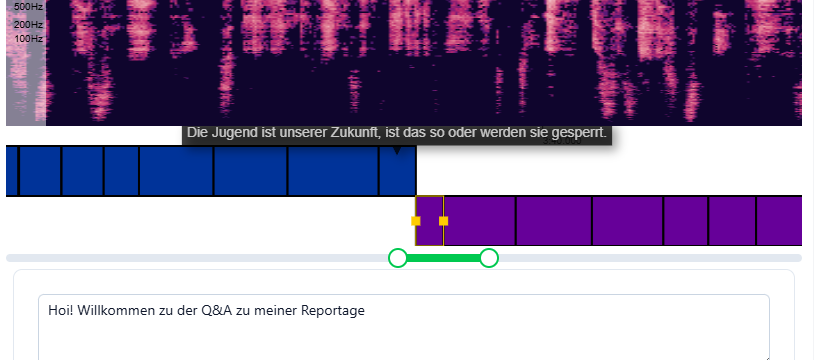 500Hz
200Hz
100Hz
Die Jugend ist unserer Zukunft, ist das so oder werden sie gesperrt.
Hoi! Willkommen zu der Q&A zu meiner Reportage